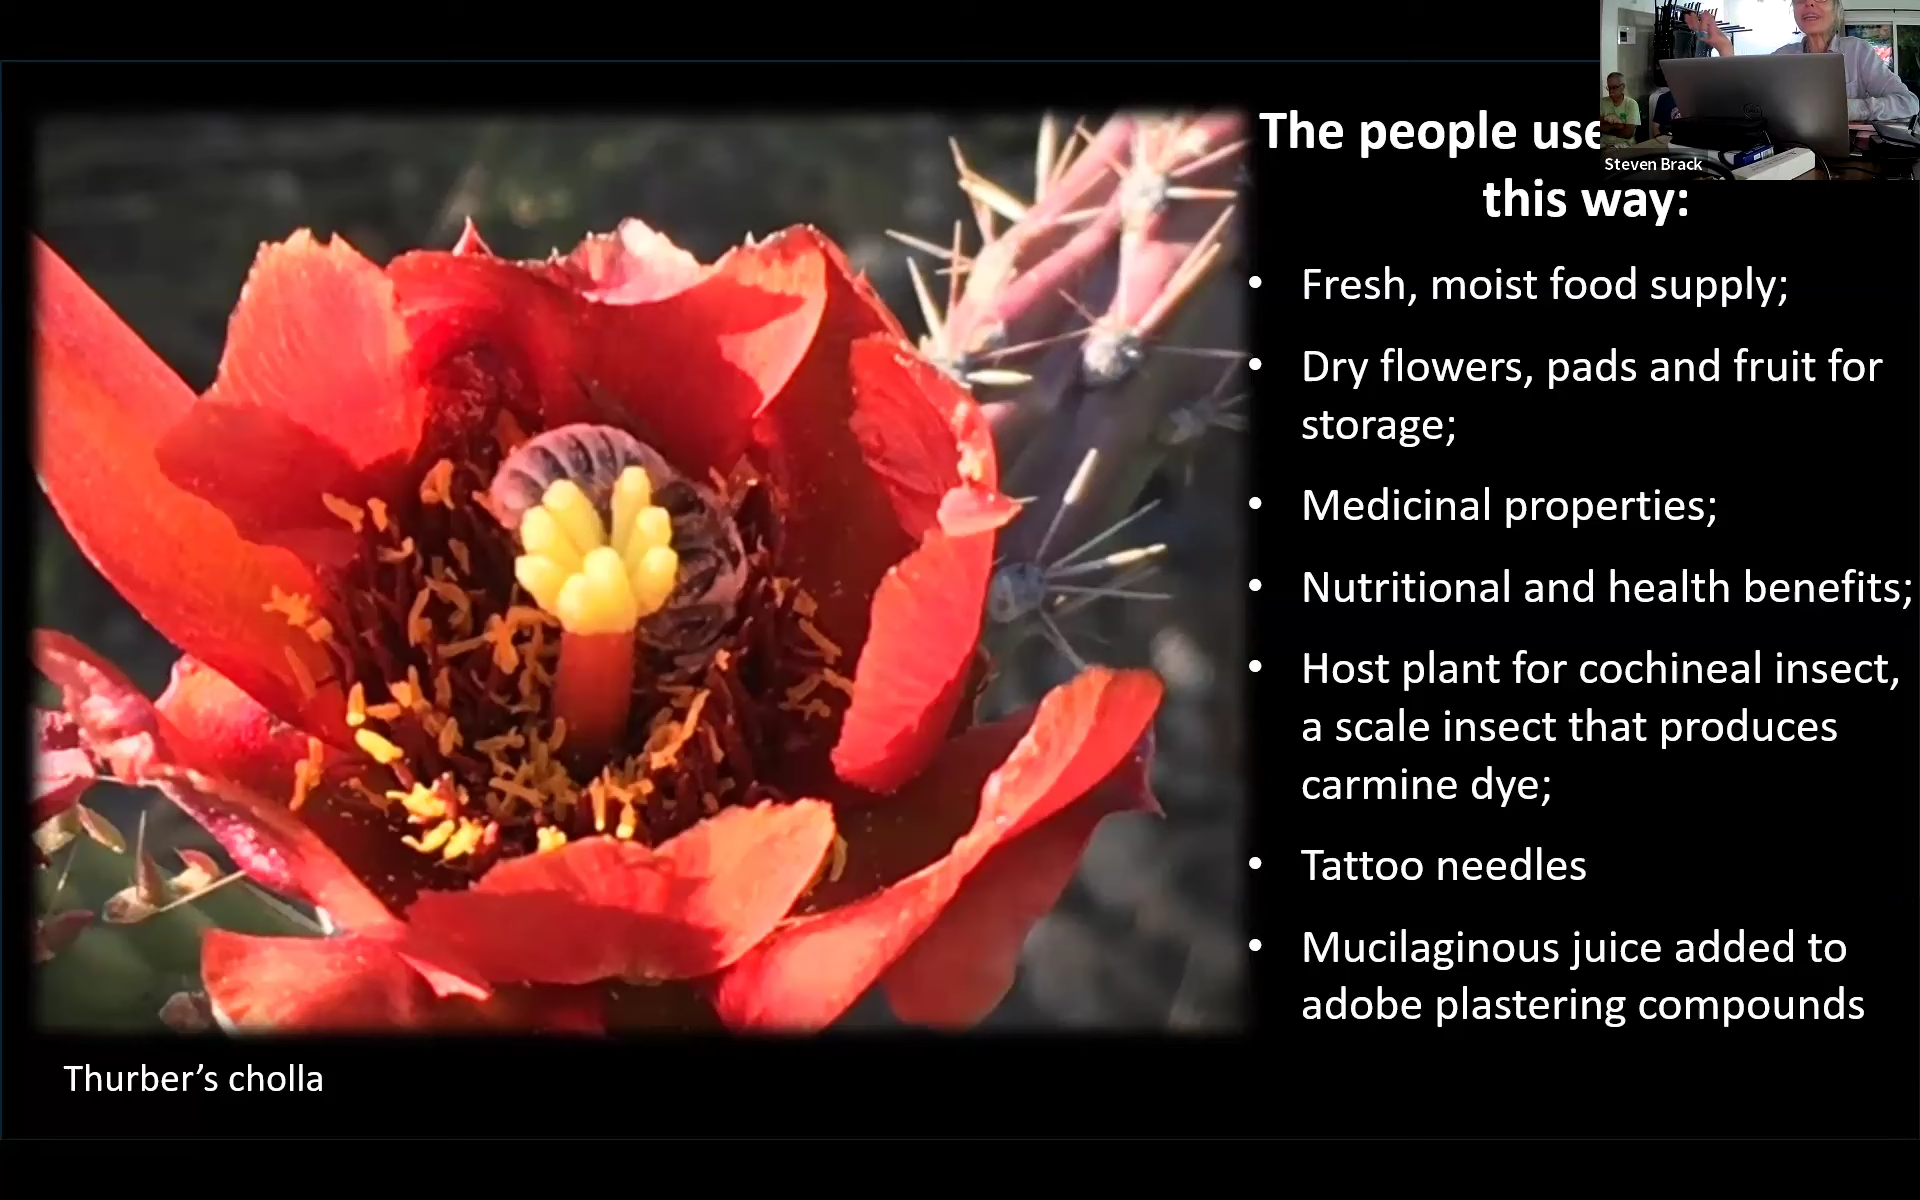 The people use
this way:
• Fresh, moist food supply;
• Dry flowers, pads and fruit for
storage;
• Medicinal properties;
• Nutritional and health benefits;
• Host plant for cochineal insect,
a scale insect that produces
carmine dye;
• Tattoo needles
• Mucilaginous juice added to
adobe plastering compounds
Thurber’s cholla
Steven Brack